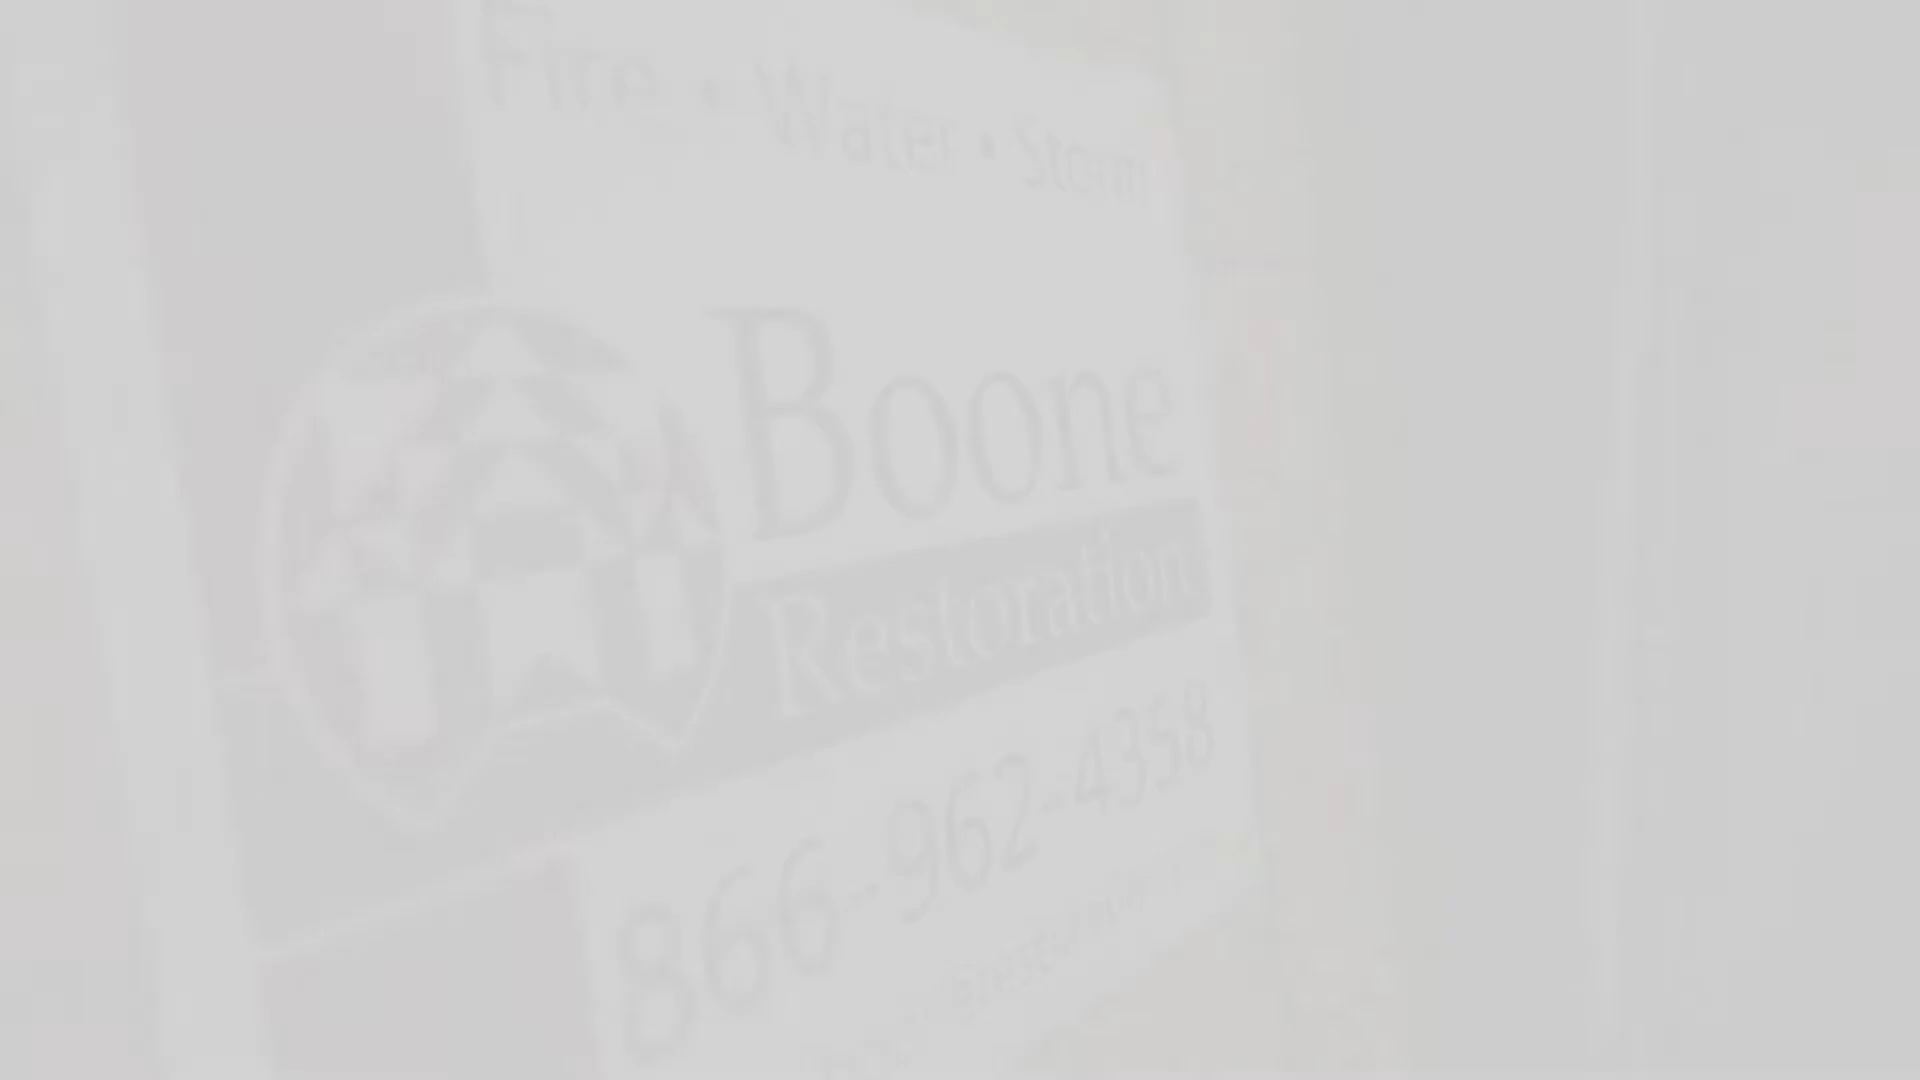 Fire • Water • Storm
Boone
Restoration
866-962-4358